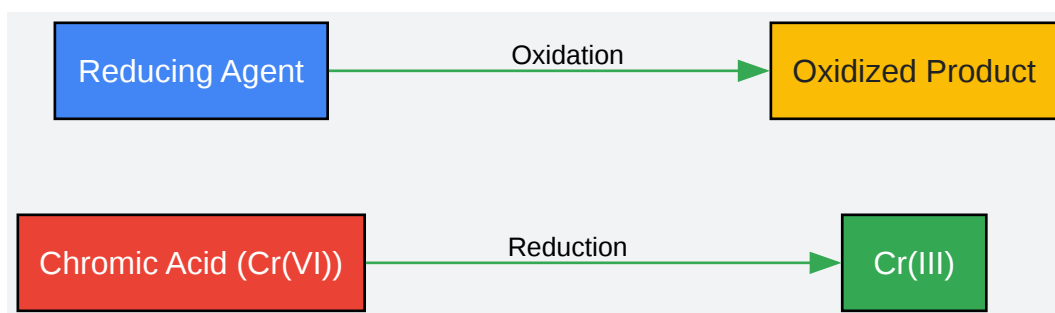 Reducing Agent
Oxidation
Oxidized Product
Chromic Acid (Cr(VI))
Reduction
Cr(III)